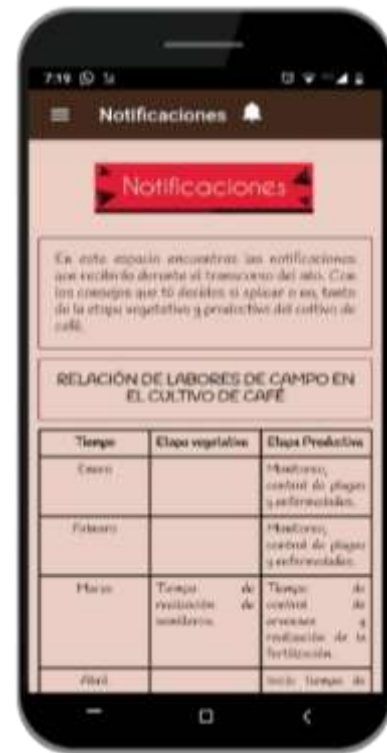 7:19
Notificaciones
Notificaciones
En este espacio encuentras las notificaciones
que recibirás durante el transcurso del año. Con
los consejos que tú decides si aplicar o no, tanto
de la etapa vegetativa y productiva del cultivo de
café.
RELACIÓN DE LABORES DE CAMPO EN
EL CULTIVO DE CAFÉ
Tiempo Etapa vegetativa Etapa Productiva
Enero
Monitoreo,
control de plagas
y enfermedades.
Febrero
Monitoreo,
control de plagas
y enfermedades.
Marzo
Tiempo de
realización de
semilleros.
Tiempo de
control de
arvenses y
realización de la
fertilización.
Abril
Inicio tiempo de